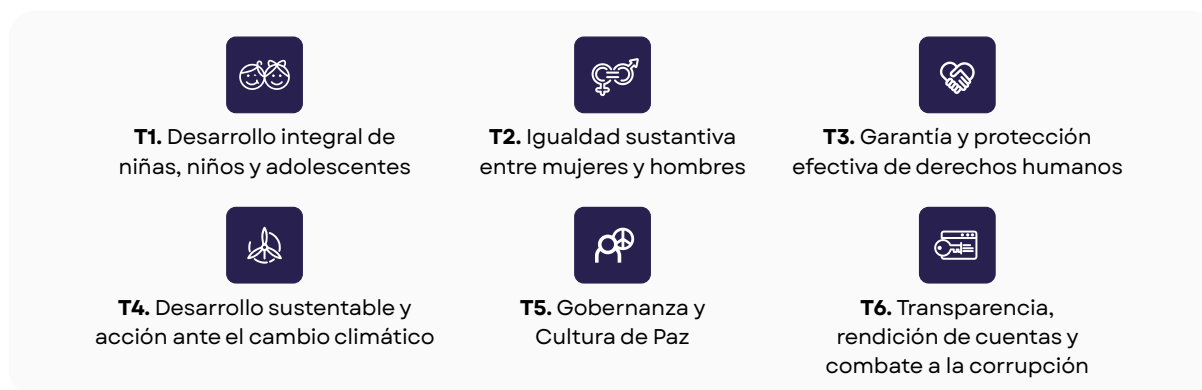 T1. Desarrollo integral de
niñas, niños y adolescentes
T2. Igualdad sustantiva
entre mujeres y hombres
T3. Garantía y protección
efectiva de derechos humanos
T4. Desarrollo sustentable y
acción ante el cambio climático
T5. Gobernanza y
Cultura de Paz
T6. Transparencia,
rendición de cuentas y
combate a la corrupción